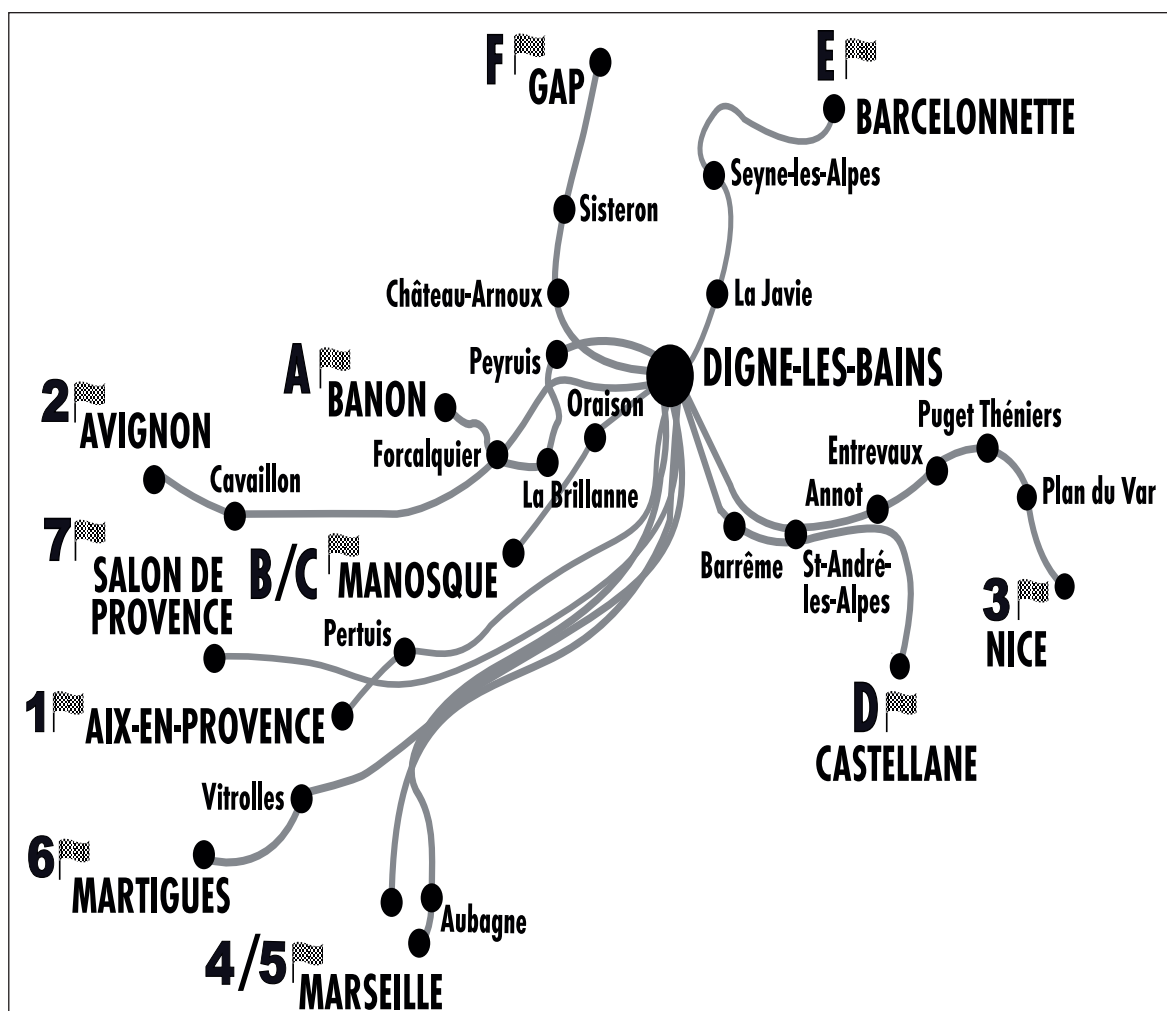 F
GAP
E
BARCELONNETTE
Seyne-les-Alpes
Sisteron
Château-Arnoux
La Javie
Peyruis
DIGNE-LES-BAINS
A
BANON
Oraison
2
AVIGNON
Puget Théniers
Forcalquier
Entrevaux
Cavaillon
La Brillanne
Annot
Plan du Var
7
SALON DE
PROVENCE
B/C
MANOSQUE
Barrême
St-André-
les-Alpes
3
NICE
Pertuis
1
AIX-EN-PROVENCE
D
CASTELLANE
Vitrolles
6
MARTIGUES
Aubagne
4/5
MARSEILLE